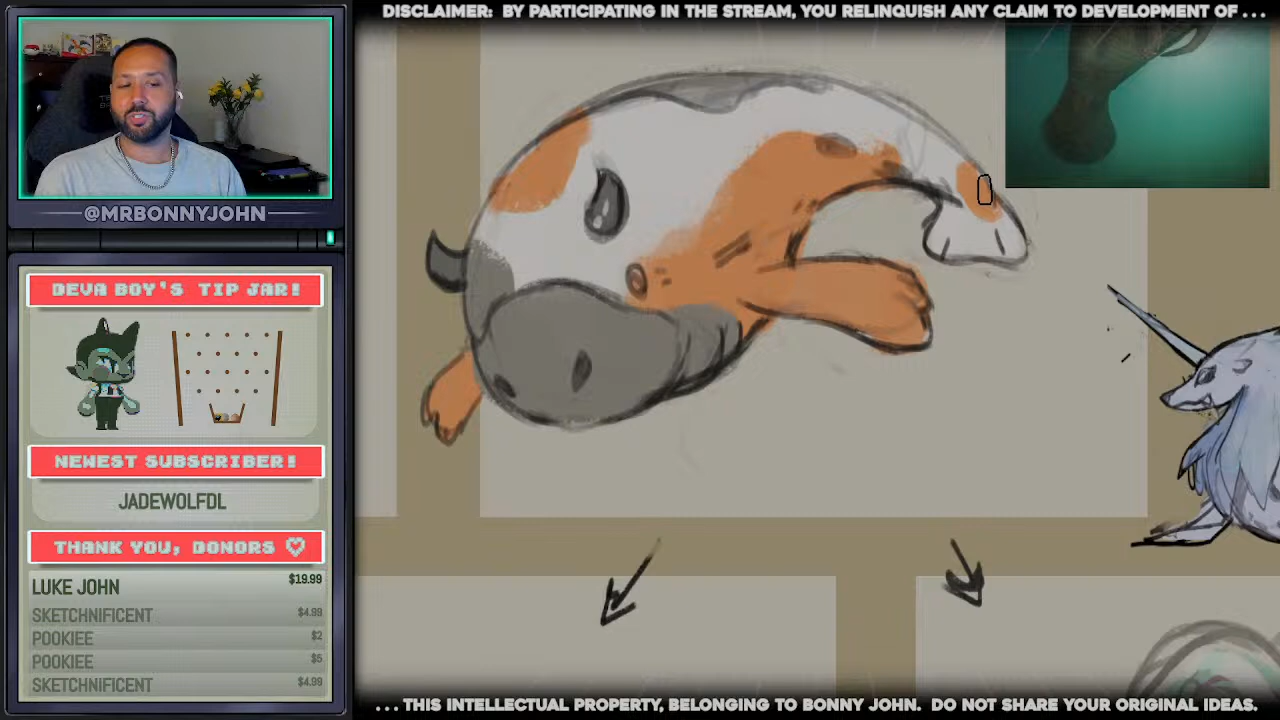 DISCLAIMER: BY PARTICIPATING IN THE STREAM, YOU RELINQUISH ANY CLAIM TO DEVELOPMENT OF . . .
@MRBONNYJOHN
DEVA BOY'S TIP JAR!
NEWEST SUBSCRIBER!
JADEWOLFDL
THANK YOU, DONORS
LUKE JOHN $19.99
SKETCHNIFICENT $4.99
POOKIEE $2
POOKIEE $5
SKETCHNIFICENT $4.99
. . . THIS INTELLECTUAL PROPERTY, BELONGING TO BONNY JOHN. DO NOT SHARE YOUR ORIGINAL IDEAS.